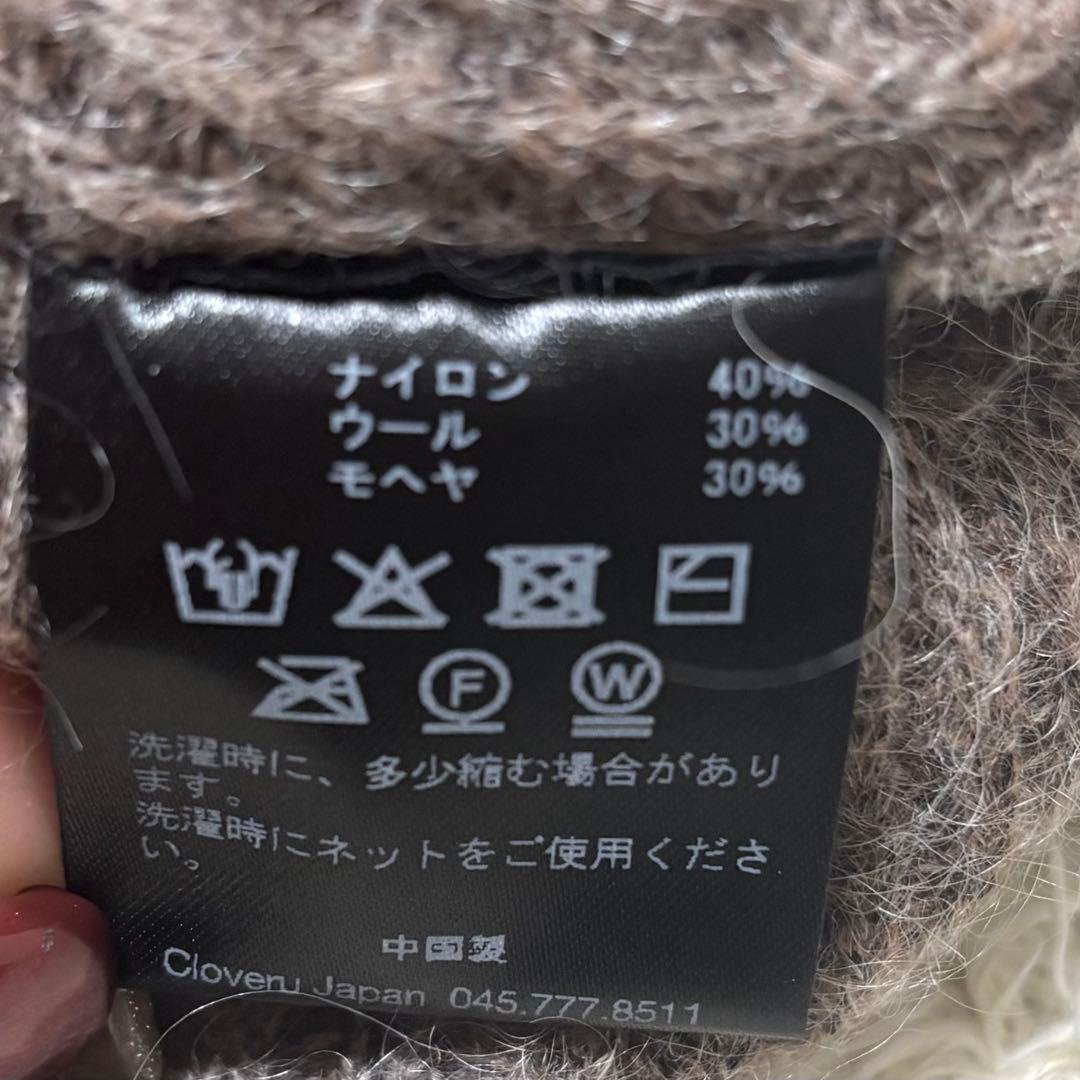 ナイロン 40%
ウール 30%
モヘヤ 30%
F W
洗濯時に、多少縮む場合があり
ます。
洗濯時にネットをご使用くださ
い。
中国製
Cloveru Japan 045.777.8511